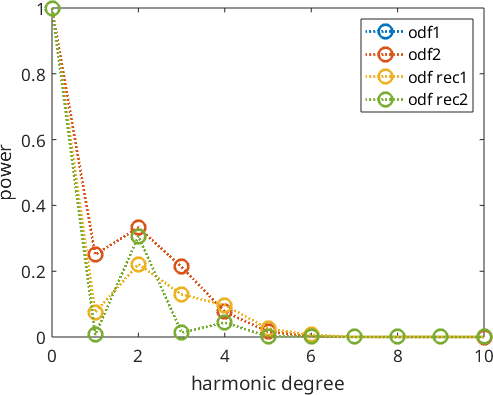 1
0.8
0.6
0.4
0.2
0
power
0 2 4 6 8 10
harmonic degree
odf1
odf2
odf rec1
odf rec2